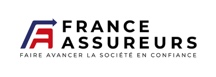 FRANCE
ASSUREURS
FAIRE AVANCER LA SOCIÉTÉ EN CONFIANCE